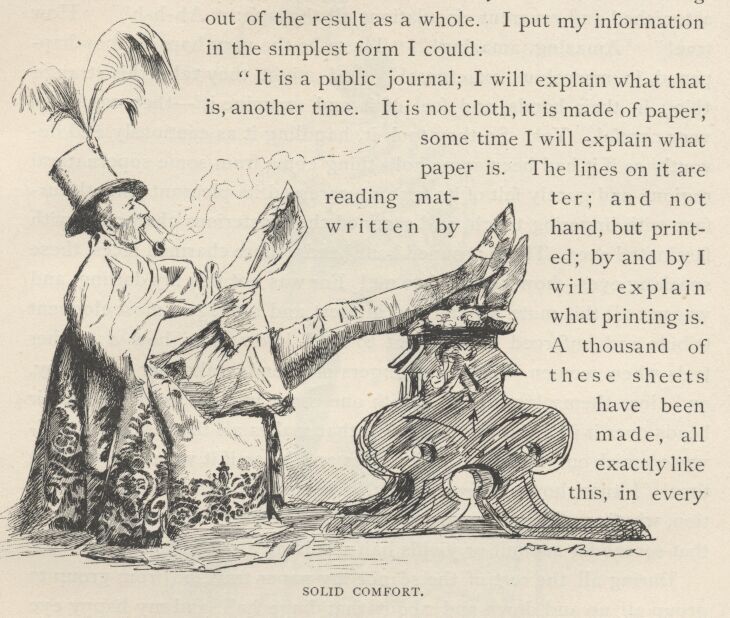 out of the result as a whole. I put my information
in the simplest form I could:
" It is a public journal; I will explain what that
is, another time. It is not cloth, it is made of paper;
some time I will explain what
paper is. The lines on it are
reading mat- ter; and not
written by hand, but print-
ed; by and by I
will explain
what printing is.
A thousand of
these sheets
have been
made, all
exactly like
this, in every
Dan Beard
SOLID COMFORT.